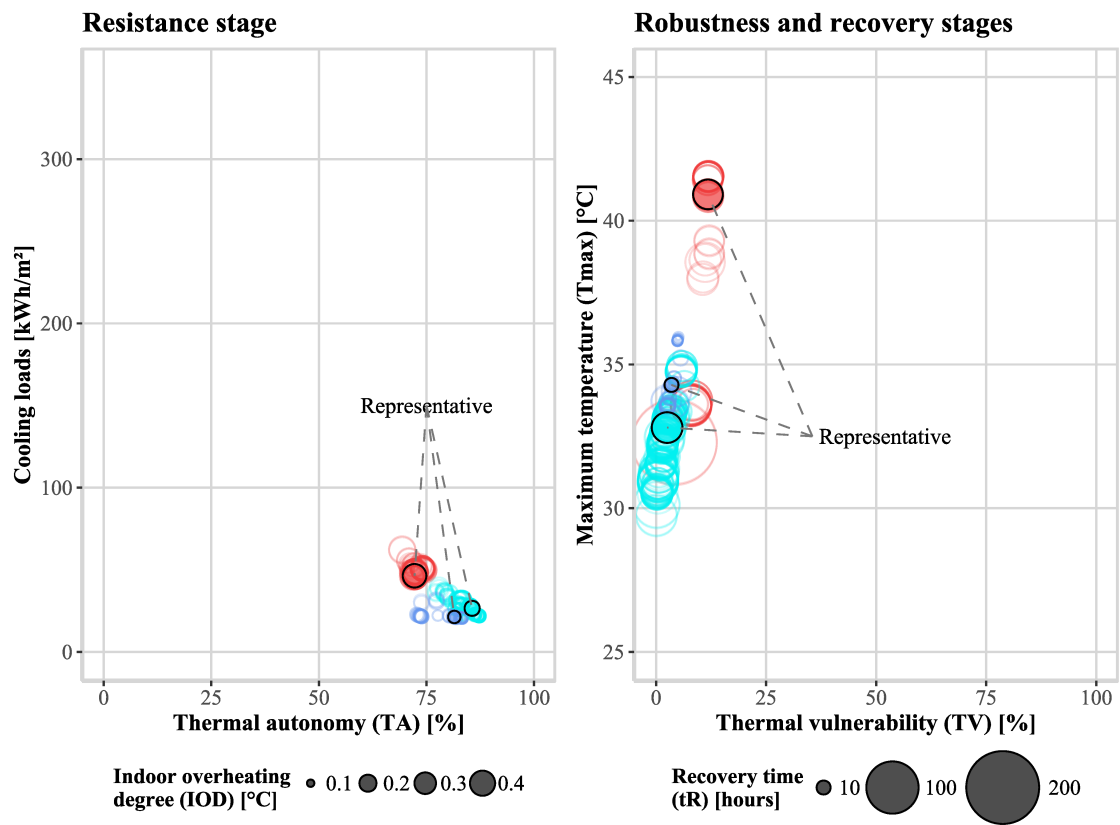 Resistance stage
Cooling loads [kWh/m²]
300
200
100
0
Representative
0 25 50 75 100
Thermal autonomy (TA) [%]
Indoor overheating
degree (IOD) [°C]
0.1 0.2 0.3 0.4
Robustness and recovery stages
Maximum temperature (Tmax) [°C]
45
40
35
30
25
Representative
0 25 50 75 100
Thermal vulnerability (TV) [%]
Recovery time
(tR) [hours]
10 100 200